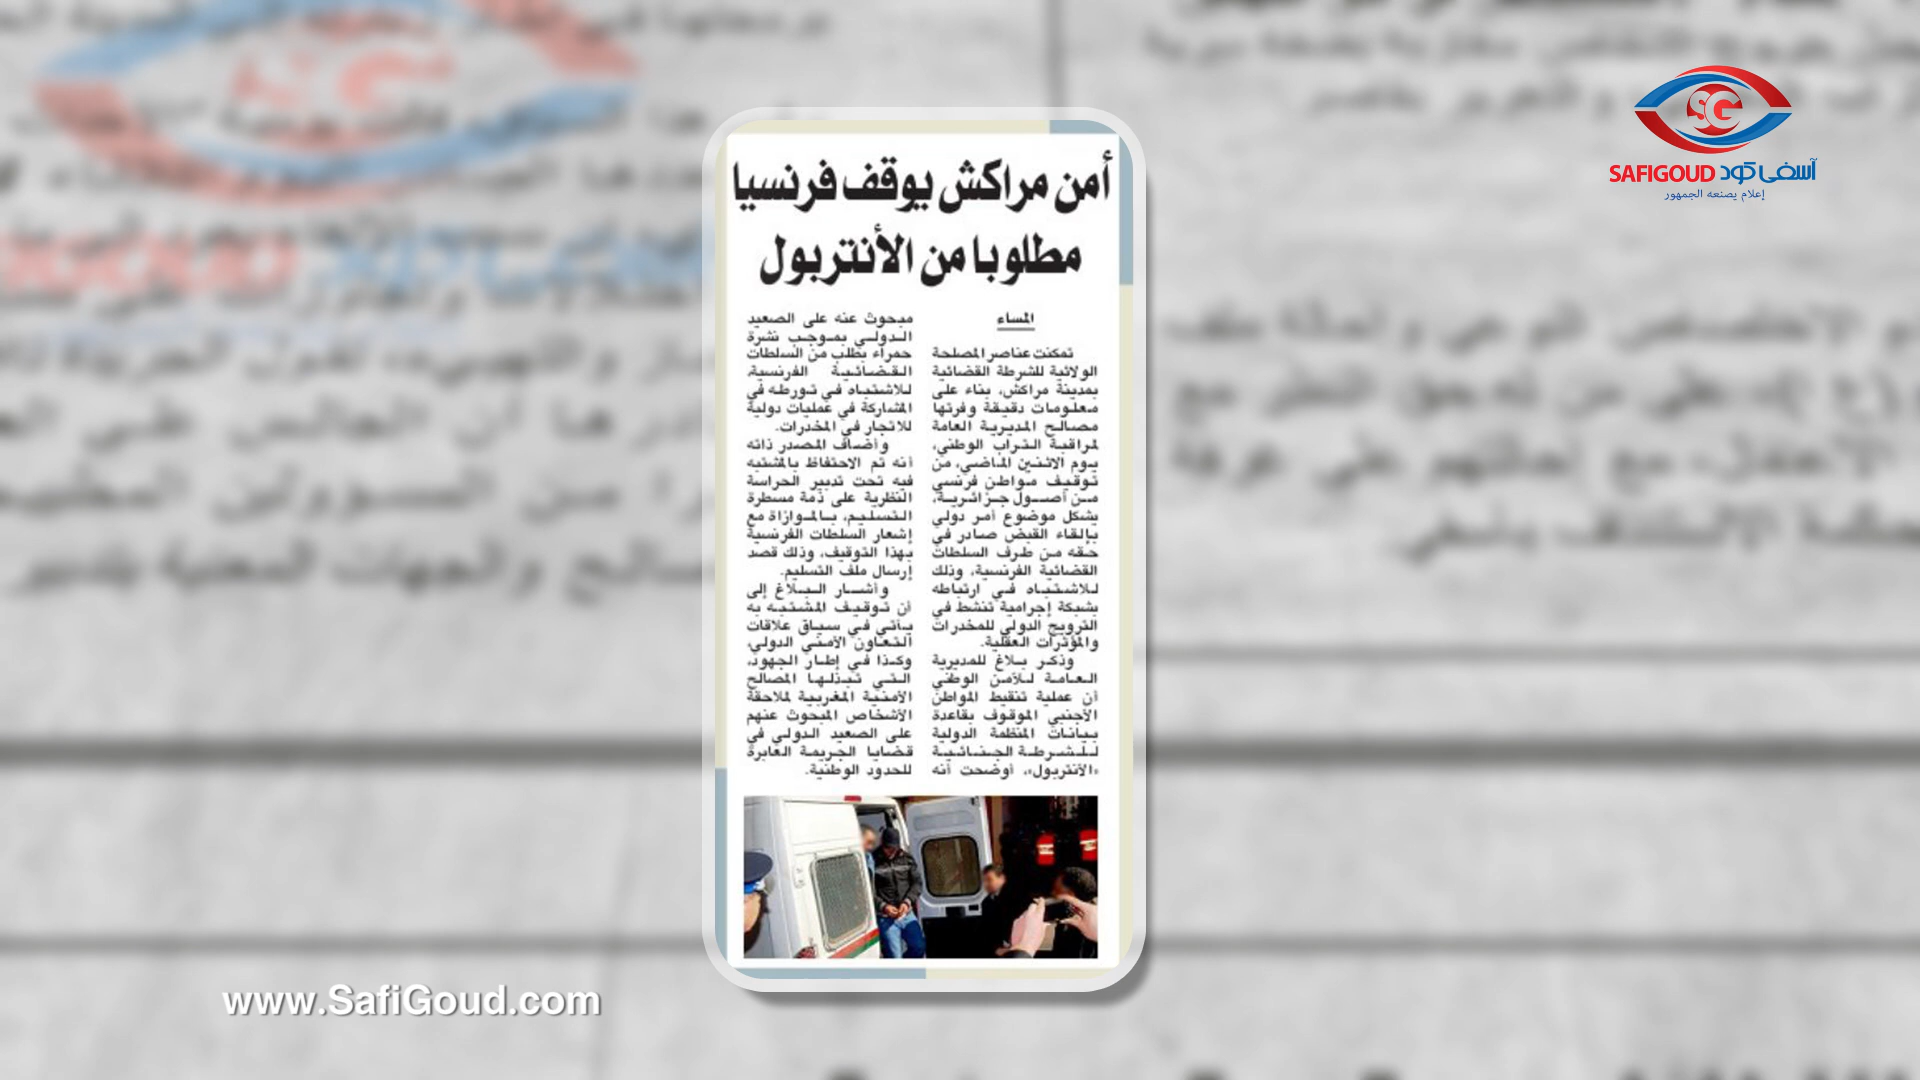 SAFIGOUD آسفي كود
إعلام يصنعه الجمهور
أمن مراكش يوقف فرنسيا
مطلوبا من الأنتربول
المساء
تمكنت عناصر المصلحة
الولائية للشرطة القضائية
بمدينة مراكش، بناء على
معلومات دقيقة وفرتها
مصالح المديرية العامة
لمراقبة التراب الوطني،
يوم الاثنين الماضي، من
توقيف مواطن فرنسي
من أصول جزائرية،
يشكل موضوع أمر دولي
بإلقاء القبض صادر في
حقه من طرف السلطات
القضائية الفرنسية، وذلك
للاشتباه في ارتباطه
بشبكة إجرامية تنشط في
الترويج الدولي للمخدرات
والمؤثرات العقلية.
وذكر بلاغ للمديرية
العامة للأمن الوطني
أن عملية تنقيط المواطن
الأجنبي الموقوف بقاعدة
بيانات المنظمة الدولية
للشرطة الجنائية
«الأنتربول»، أوضحت أنه
مبحوث عنه على الصعيد
الدولي بموجب نشرة
حمراء بطلب من السلطات
القضائية الفرنسية،
للاشتباه في تورطه في
المشاركة في عمليات دولية
للاتجار في المخدرات.
وأضاف المصدر ذاته
أنه تم الاحتفاظ بالمشتبه
فيه تحت تدبير الحراسة
النظرية على ذمة مسطرة
التسليم، بالموازاة مع
إشعار السلطات الفرنسية
بهذا التوقيف، وذلك قصد
إرسال ملف التسليم.
وأشار البلاغ إلى
أن توقيف المشتبه به
يأتي في سياق علاقات
التعاون الأمني الدولي،
وكذا في إطار الجهود،
التي تبذلها المصالح
الأمنية المغربية لملاحقة
الأشخاص المبحوث عنهم
على الصعيد الدولي في
قضايا الجريمة العابرة
للحدود الوطنية.
www.SafiGoud.com